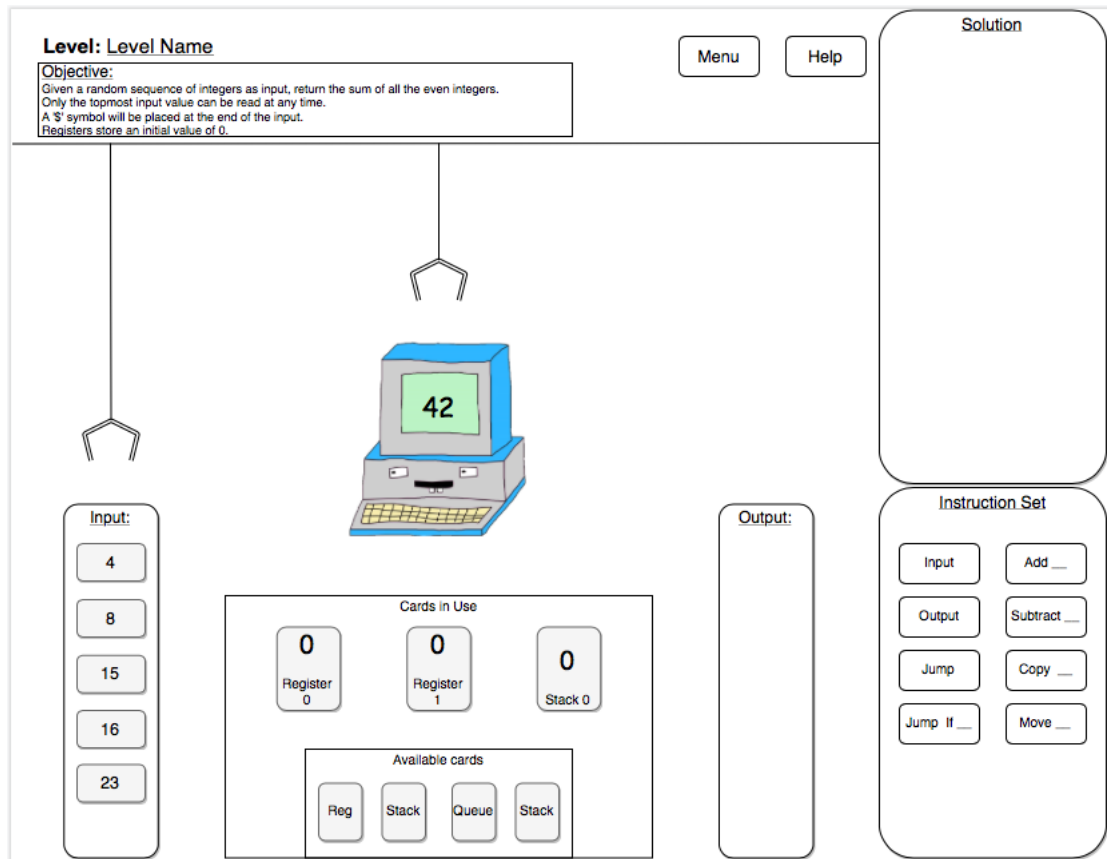 Level: Level Name
Menu
Help
Objective:
Given a random sequence of integers as input, return the sum of all the even integers.
Only the topmost input value can be read at any time.
A '$' symbol will be placed at the end of the input.
Registers store an initial value of 0.
Solution
42
Input:
4
8
15
16
23
Cards in Use
0
Register
0
0
Register
1
0
Stack 0
Available cards
Reg
Stack
Queue
Stack
Output:
Instruction Set
Input
Add __
Output
Subtract __
Jump
Copy __
Jump If __
Move __